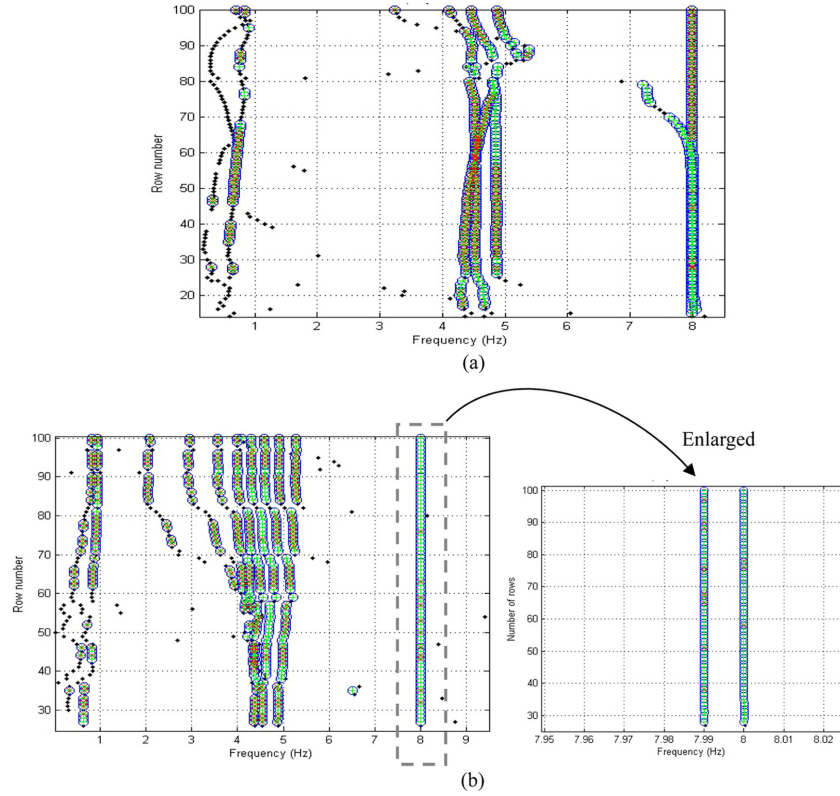 100
90
80
70
60
50
40
30
20
Row number
1 2 3 4 5 6 7 8
Frequency (Hz)
(a)
Enlarged
100
90
80
70
60
50
40
30
Row number
1 2 3 4 5 6 7 8 9
Frequency (Hz)
100
90
80
70
60
50
40
30
Number of rows
7.95 7.96 7.97 7.98 7.99 8 8.01 8.02
Frequency (Hz)
(b)